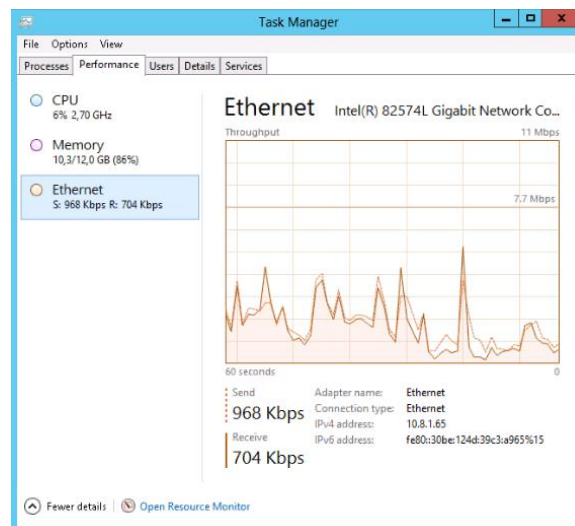 Task Manager
File Options View
Processes Performance Users Details Services
CPU
6% 2,70 GHz
Memory
10,3/12,0 GB (86%)
Ethernet
S: 968 Kbps R: 704 Kbps
Ethernet Intel(R) 82574L Gigabit Network Co...
Throughput 11 Mbps
7,7 Mbps
60 seconds 0
Send
968 Kbps
Receive
704 Kbps
Adapter name: Ethernet
Connection type: Ethernet
IPv4 address: 10.8.1.65
IPv6 address: fe80::30be:124d:39c3:a965%15
Fewer details Open Resource Monitor